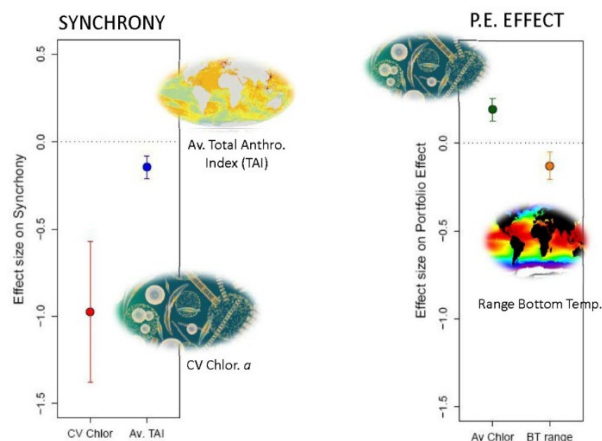 SYNCHRONY
0.5
0.0
−0.5
−1.0
−1.5
Effect size on Syncrhony
Av. Total Anthro.
Index (TAI)
CV Chlor. a
CV Chlor
Av. TAI
P.E. EFFECT
0.0
−0.5
−1.0
−1.5
Effect size on Portfolio Effect
Range Bottom Temp.
Av Chlor
BT range